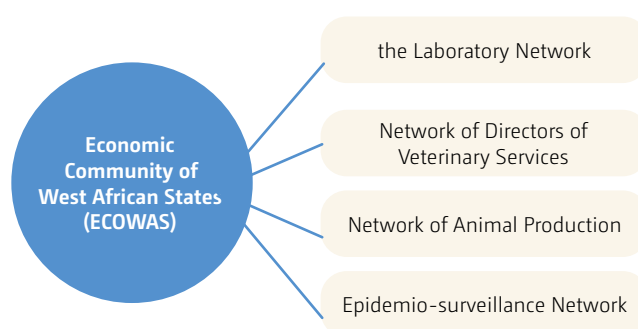 Economic
Community of
West African States
(ECOWAS)
the Laboratory Network
Network of Directors of
Veterinary Services
Network of Animal Production
Epidemio-surveillance Network